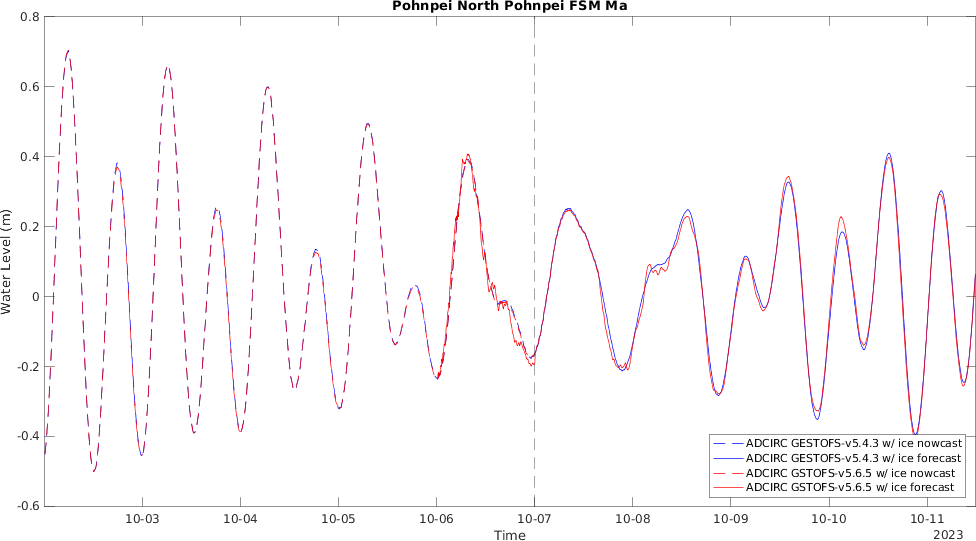 Pohnpei North Pohnpei FSM Ma
0.8
0.6
0.4
0.2
0
-0.2
-0.4
-0.6
Water Level (m)
10-03
10-04
10-05
10-06
10-07
10-08
10-09
10-10
10-11
Time
2023
ADCIRC GESTOFS-v5.4.3 w/ ice nowcast
ADCIRC GESTOFS-v5.4.3 w/ ice forecast
ADCIRC GSTOFS-v5.6.5 w/ ice nowcast
ADCIRC GSTOFS-v5.6.5 w/ ice forecast